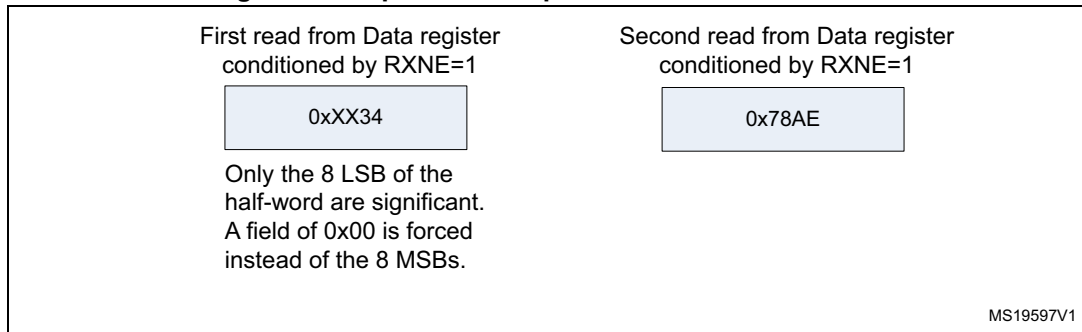 First read from Data register
conditioned by RXNE=1
0xXX34
Only the 8 LSB of the
half-word are significant.
A field of 0x00 is forced
instead of the 8 MSBs.
Second read from Data register
conditioned by RXNE=1
0x78AE
MS19597V1